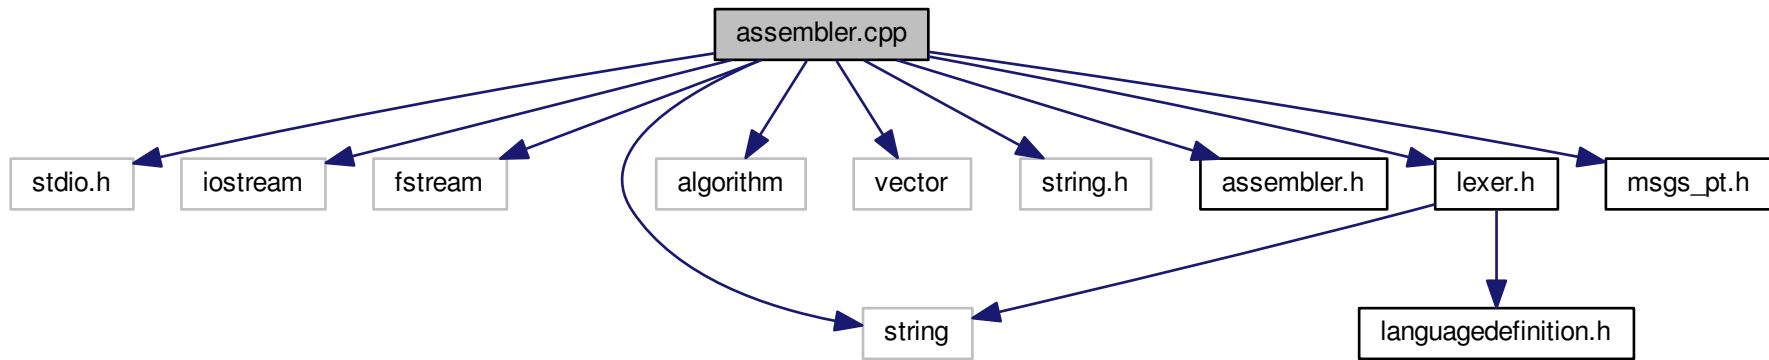 assembler.cpp
stdio.h
iostream
fstream
algorithm
vector
string.h
assembler.h
lexer.h
msgs_pt.h
string
languagedefinition.h